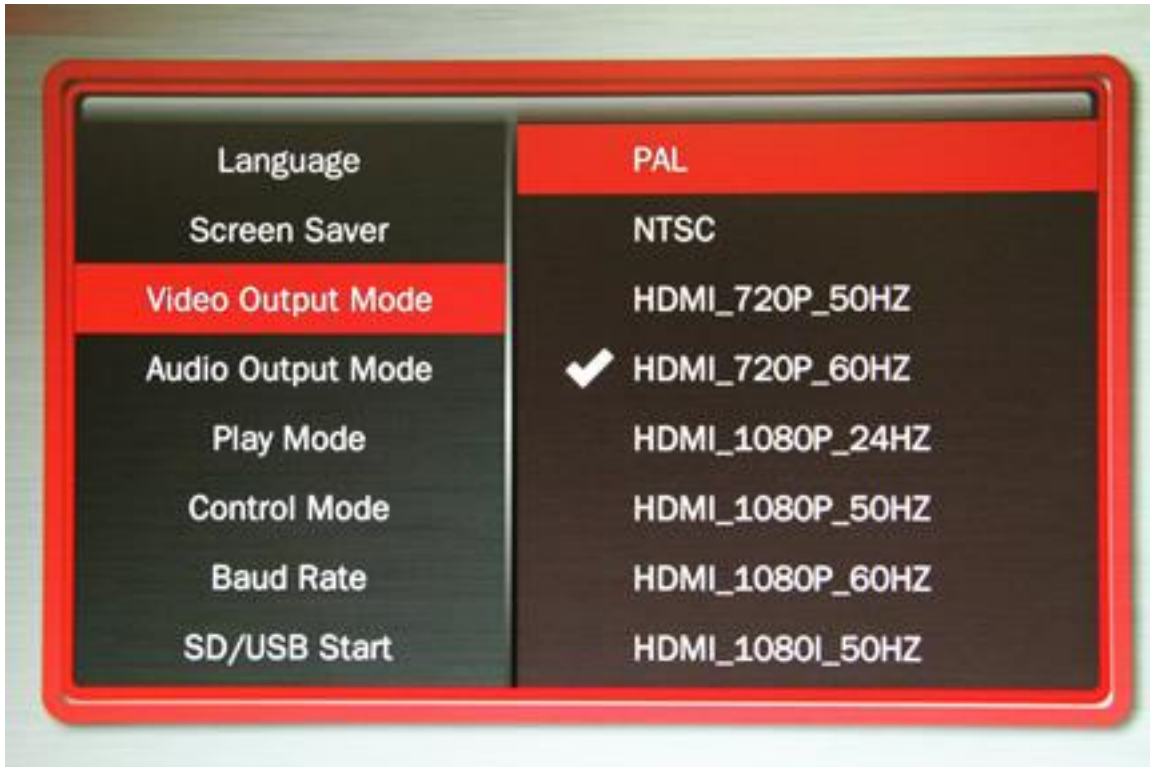 Language
Screen Saver
Video Output Mode
Audio Output Mode
Play Mode
Control Mode
Baud Rate
SD/USB Start
PAL
NTSC
HDMI_720P_50HZ
HDMI_720P_60HZ
HDMI_1080P_24HZ
HDMI_1080P_50HZ
HDMI_1080P_60HZ
HDMI_1080I_50HZ